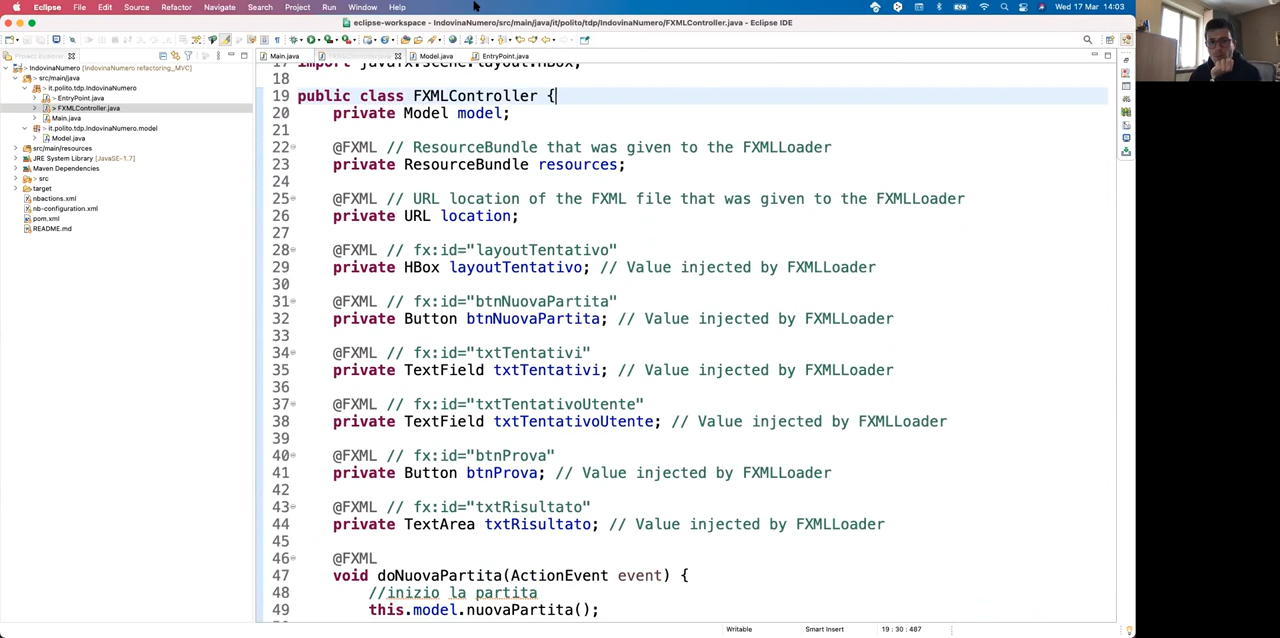 Eclipse File Edit Source Refactor Navigate Search Project Run Window Help Wed 17 Mar 14:03
eclipse-workspace - IndovinaNumero/src/main/java/it/polito/tdp/IndovinaNumero/FXMLController.java - Eclipse IDE
Project Explorer
Main.java
FXMLController.java
Model.java
EntryPoint.java
IndovinaNumero [IndovinaNumero refactoring_MVC]
src/main/java
it.polito.tdp.IndovinaNumero
> EntryPoint.java
> FXMLController.java
Main.java
it.polito.tdp.IndovinaNumero.model
> Model.java
src/main/resources
JRE System Library [JavaSE-1.7]
Maven Dependencies
> src
target
nbactions.xml
nb-configuration.xml
pom.xml
README.md
17 import javafx.scene.layout.HBox;
18
19 public class FXMLController {
20 private Model model;
21
22 @FXML // ResourceBundle that was given to the FXMLLoader
23 private ResourceBundle resources;
24
25 @FXML // URL location of the FXML file that was given to the FXMLLoader
26 private URL location;
27
28 @FXML // fx:id="layoutTentativo"
29 private HBox layoutTentativo; // Value injected by FXMLLoader
30
31 @FXML // fx:id="btnNuovaPartita"
32 private Button btnNuovaPartita; // Value injected by FXMLLoader
33
34 @FXML // fx:id="txtTentativi"
35 private TextField txtTentativi; // Value injected by FXMLLoader
36
37 @FXML // fx:id="txtTentativoUtente"
38 private TextField txtTentativoUtente; // Value injected by FXMLLoader
39
40 @FXML // fx:id="btnProva"
41 private Button btnProva; // Value injected by FXMLLoader
42
43 @FXML // fx:id="txtRisultato"
44 private TextArea txtRisultato; // Value injected by FXMLLoader
45
46 @FXML
47 void doNuovaPartita(ActionEvent event) {
48 //inizio la partita
49 this.model.nuovaPartita();
Writable Smart Insert 19 : 30 : 487